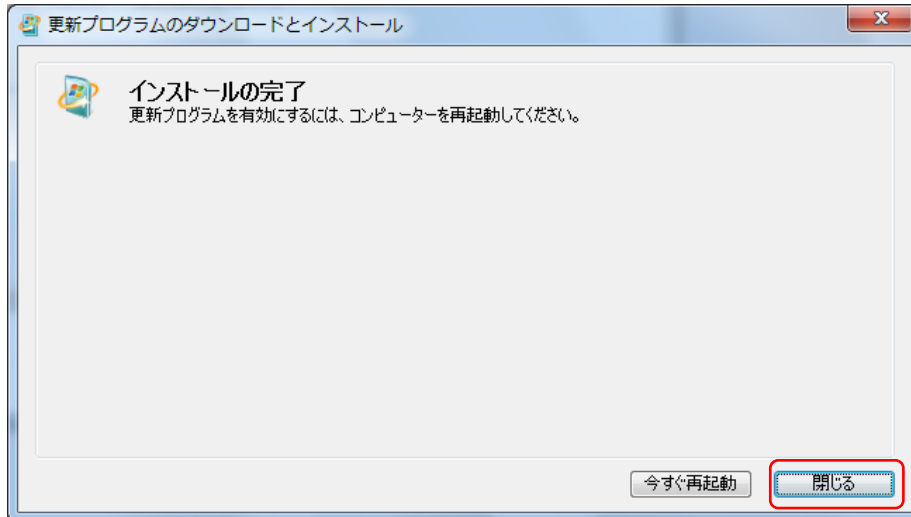 更新プログラムのダウンロードとインストール
インストールの完了
更新プログラムを有効にするには、コンピューターを再起動してください。
今すぐ再起動
閉じる